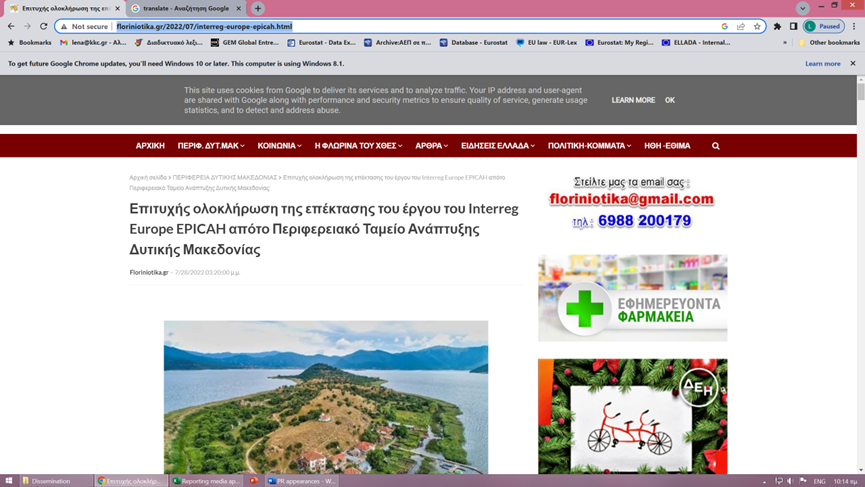 Επιτυχής ολοκλήρωση της επ
translate - Αναζήτηση Google
Not secure
floriniotika.gr/2022/07/interreg-europe-epicah.html
Paused
Bookmarks
lena@kkc.gr - Αλ...
Διαδικτυακό λεξι...
GEM Global Entre...
Eurostat - Data Ex...
Archive:ΑΕΠ σε π...
Database - Eurostat
EU law - EUR-Lex
Eurostat: My Regi...
ELLADA - Internal...
Other bookmarks
To get future Google Chrome updates, you'll need Windows 10 or later. This computer is using Windows 8.1.
Learn more
This site uses cookies from Google to deliver its services and to analyze traffic. Your IP address and user-agent
are shared with Google along with performance and security metrics to ensure quality of service, generate usage
statistics, and to detect and address abuse.
LEARN MORE OK
ΑΡΧΙΚΗ ΠΕΡΙΦ. ΔΥΤ.ΜΑΚ ΚΟΙΝΩΝΙΑ Η ΦΛΩΡΙΝΑ ΤΟΥ ΧΘΕΣ ΑΡΘΡΑ ΕΙΔΗΣΕΙΣ ΕΛΛΑΔΑ ΠΟΛΙΤΙΚΗ-ΚΟΜΜΑΤΑ ΗΘΗ -ΕΘΙΜΑ
Αρχική σελίδα > ΠΕΡΙΦΕΡΕΙΑ ΔΥΤΙΚΗΣ ΜΑΚΕΔΟΝΙΑΣ > Επιτυχής ολοκλήρωση της επέκτασης του έργου του Interreg Europe EPICAH απότο
Περιφερειακό Ταμείο Ανάπτυξης Δυτικής Μακεδονίας
Επιτυχής ολοκλήρωση της επέκτασης του έργου του Interreg
Europe EPICAH απότο Περιφερειακό Ταμείο Ανάπτυξης
Δυτικής Μακεδονίας
Floriniotika.gr - 7/28/2022 03:20:00 μ.μ.
Στείλτε μας τα email σας :
floriniotika@gmail.com
τηλ: 6988 200179
ΕΦΗΜΕΡΕΥΟΝΤΑ
ΦΑΡΜΑΚΕΙΑ
ΔΕΗ
Dissemination
Επιτυχής ολοκλήρ...
Reporting media ap...
PR appearances - W...
ENG
10:14 πμ